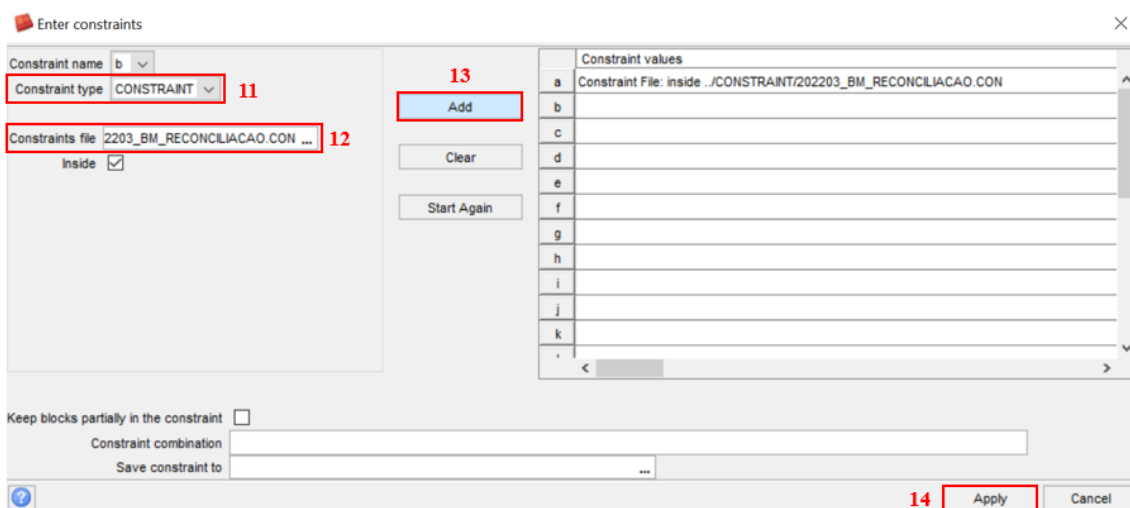 Enter constraints
Constraint name b
Constraint type CONSTRAINT 11
Constraints file 2203_BM_RECONCILIACAO.CON ... 12
Inside
13
Add
Clear
Start Again
Constraint values
a Constraint File: inside ../CONSTRAINT/202203_BM_RECONCILIACAO.CON
b
c
d
e
f
g
h
i
j
k
Keep blocks partially in the constraint
Constraint combination
Save constraint to ...
14 Apply Cancel